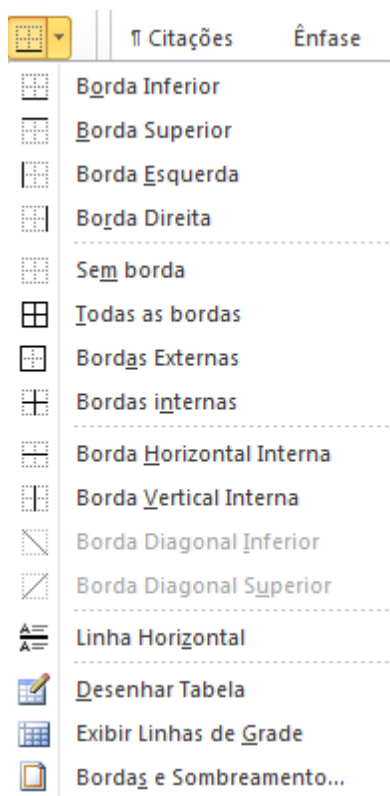 ¶ Citações Ênfase
Borda Inferior
Borda Superior
Borda Esquerda
Borda Direita
Sem borda
Todas as bordas
Bordas Externas
Bordas internas
Borda Horizontal Interna
Borda Vertical Interna
Borda Diagonal Inferior
Borda Diagonal Superior
Linha Horizontal
Desenhar Tabela
Exibir Linhas de Grade
Bordas e Sombreamento...